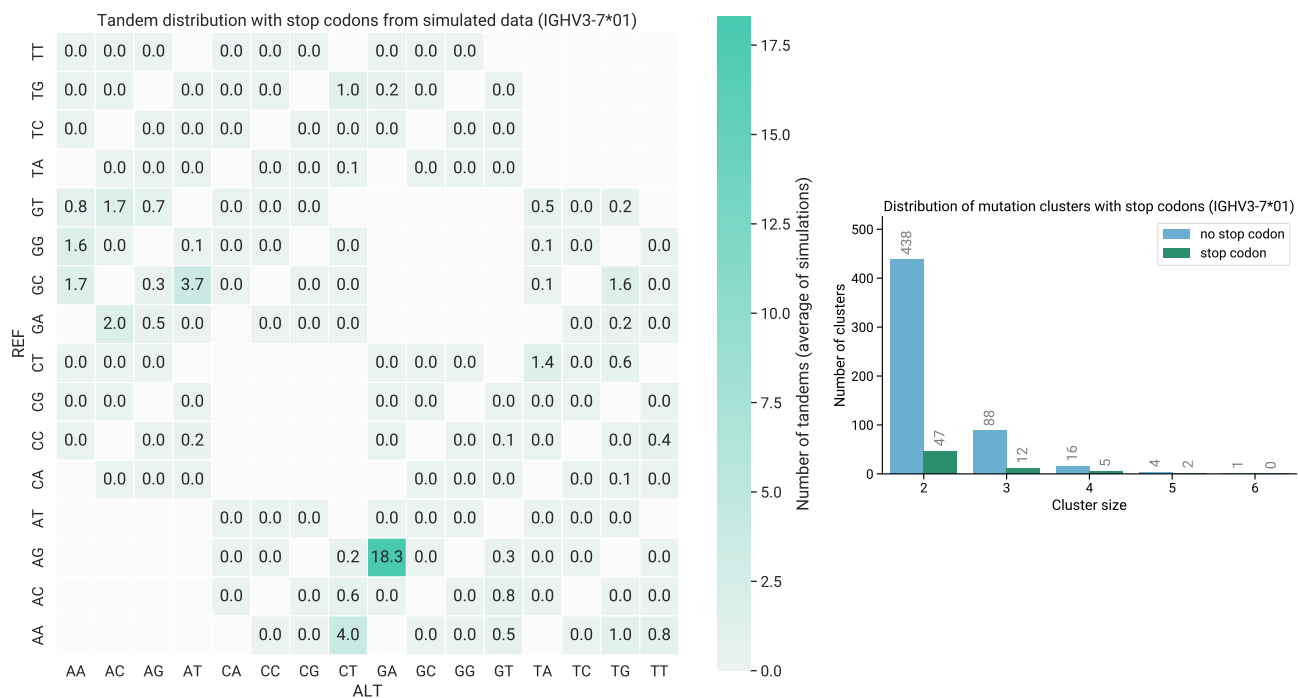 Tandem distribution with stop codons from simulated data (IGHV3-7*01)
TT 0.0 0.0 0.0 0.0 0.0 0.0 0.0 0.0 0.0
TG 0.0 0.0 0.0 0.0 0.0 1.0 0.2 0.0 0.0
TC 0.0 0.0 0.0 0.0 0.0 0.0 0.0 0.0 0.0
TA 0.0 0.0 0.0 0.0 0.0 0.1 0.0 0.0 0.0
GT 0.8 1.7 0.7 0.0 0.0 0.0 0.5 0.0 0.2
GG 1.6 0.0 0.1 0.0 0.0 0.0 0.1 0.0 0.0
GC 1.7 0.3 3.7 0.0 0.0 0.0 0.1 1.6 0.0
GA 2.0 0.5 0.0 0.0 0.0 0.0 0.0 0.2 0.0
CT 0.0 0.0 0.0 0.0 0.0 0.0 1.4 0.0 0.6
CG 0.0 0.0 0.0 0.0 0.0 0.0 0.0 0.0 0.0
CC 0.0 0.0 0.2 0.0 0.0 0.1 0.0 0.0 0.4
CA 0.0 0.0 0.0 0.0 0.0 0.0 0.0 0.1 0.0
AT 0.0 0.0 0.0 0.0 0.0 0.0 0.0 0.0 0.0
AG 0.0 0.0 0.2 18.3 0.0 0.3 0.0 0.0 0.0
AC 0.0 0.0 0.6 0.0 0.0 0.8 0.0 0.0 0.0
AA 0.0 0.0 4.0 0.0 0.0 0.5 0.0 1.0 0.8
REF
AA AC AG AT CA CC CG CT GA GC GG GT TA TC TG TT
ALT
17.5
15.0
12.5
10.0
7.5
5.0
2.5
0.0
Number of tandems (average of simulations)
Distribution of mutation clusters with stop codons (IGHV3-7*01)
no stop codon
stop codon
500
400
300
200
100
0
Number of clusters
438 47 88 12 16 5 4 2 1 0
2 3 4 5 6
Cluster size